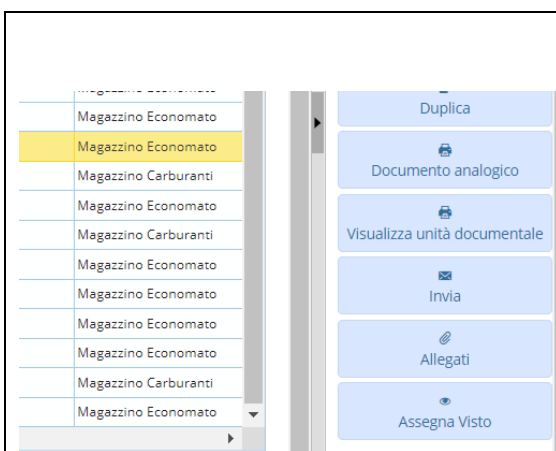 Magazzino Economato
Magazzino Economato
Magazzino Carburanti
Magazzino Economato
Magazzino Carburanti
Magazzino Economato
Magazzino Economato
Magazzino Economato
Magazzino Economato
Magazzino Carburanti
Magazzino Economato
Duplica
Documento analogico
Visualizza unità documentale
Invia
Allegati
Assegna Visto